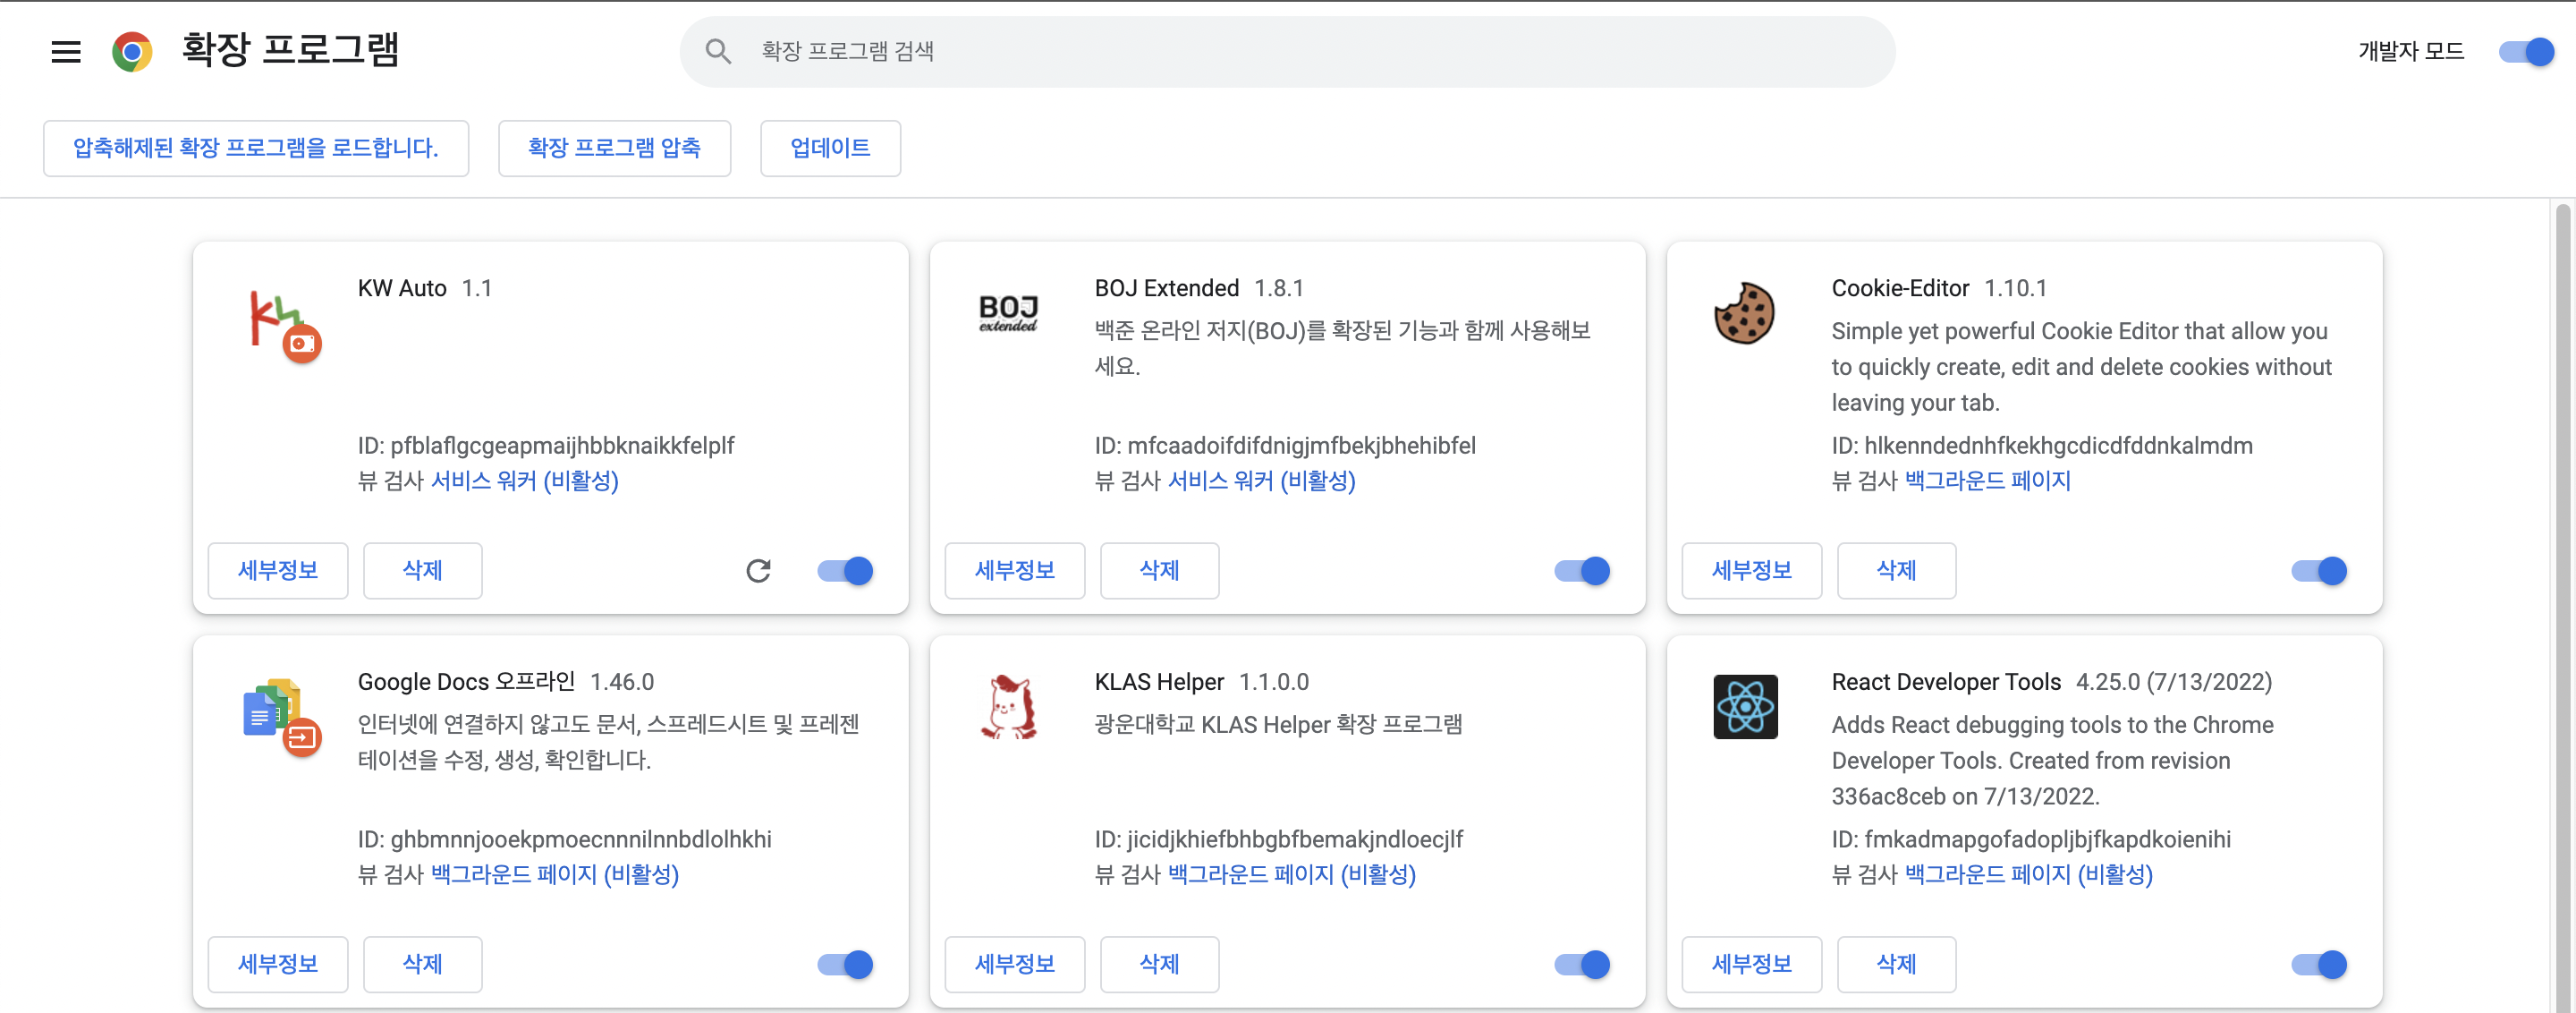 확장 프로그램
확장 프로그램 검색
개발자 모드
압축해제된 확장 프로그램을 로드합니다.
확장 프로그램 압축
업데이트
KW Auto 1.1
ID: pfblaflgcgeapmaijhbbknaikkfelplf
뷰 검사 서비스 워커 (비활성)
세부정보
삭제
BOJ extended
BOJ Extended 1.8.1
백준 온라인 저지(BOJ)를 확장된 기능과 함께 사용해보
세요.
ID: mfcaadoifdifdnigjmfbekjbhehibfel
뷰 검사 서비스 워커 (비활성)
세부정보
삭제
Cookie-Editor 1.10.1
Simple yet powerful Cookie Editor that allow you
to quickly create, edit and delete cookies without
leaving your tab.
ID: hlkenndednhfkekhgcdicdfddnkalmdm
뷰 검사 백그라운드 페이지
세부정보
삭제
Google Docs 오프라인 1.46.0
인터넷에 연결하지 않고도 문서, 스프레드시트 및 프레젠
테이션을 수정, 생성, 확인합니다.
ID: ghbmnnjooekpmoecnnnilnnbdlolhkhi
뷰 검사 백그라운드 페이지 (비활성)
세부정보
삭제
KLAS Helper 1.1.0.0
광운대학교 KLAS Helper 확장 프로그램
ID: jicidjkhiefbhbgbfbemakjndloecjlf
뷰 검사 백그라운드 페이지 (비활성)
세부정보
삭제
React Developer Tools 4.25.0 (7/13/2022)
Adds React debugging tools to the Chrome
Developer Tools. Created from revision
336ac8ceb on 7/13/2022.
ID: fmkadmapgofadopljbjfkapdkoienihi
뷰 검사 백그라운드 페이지 (비활성)
세부정보
삭제